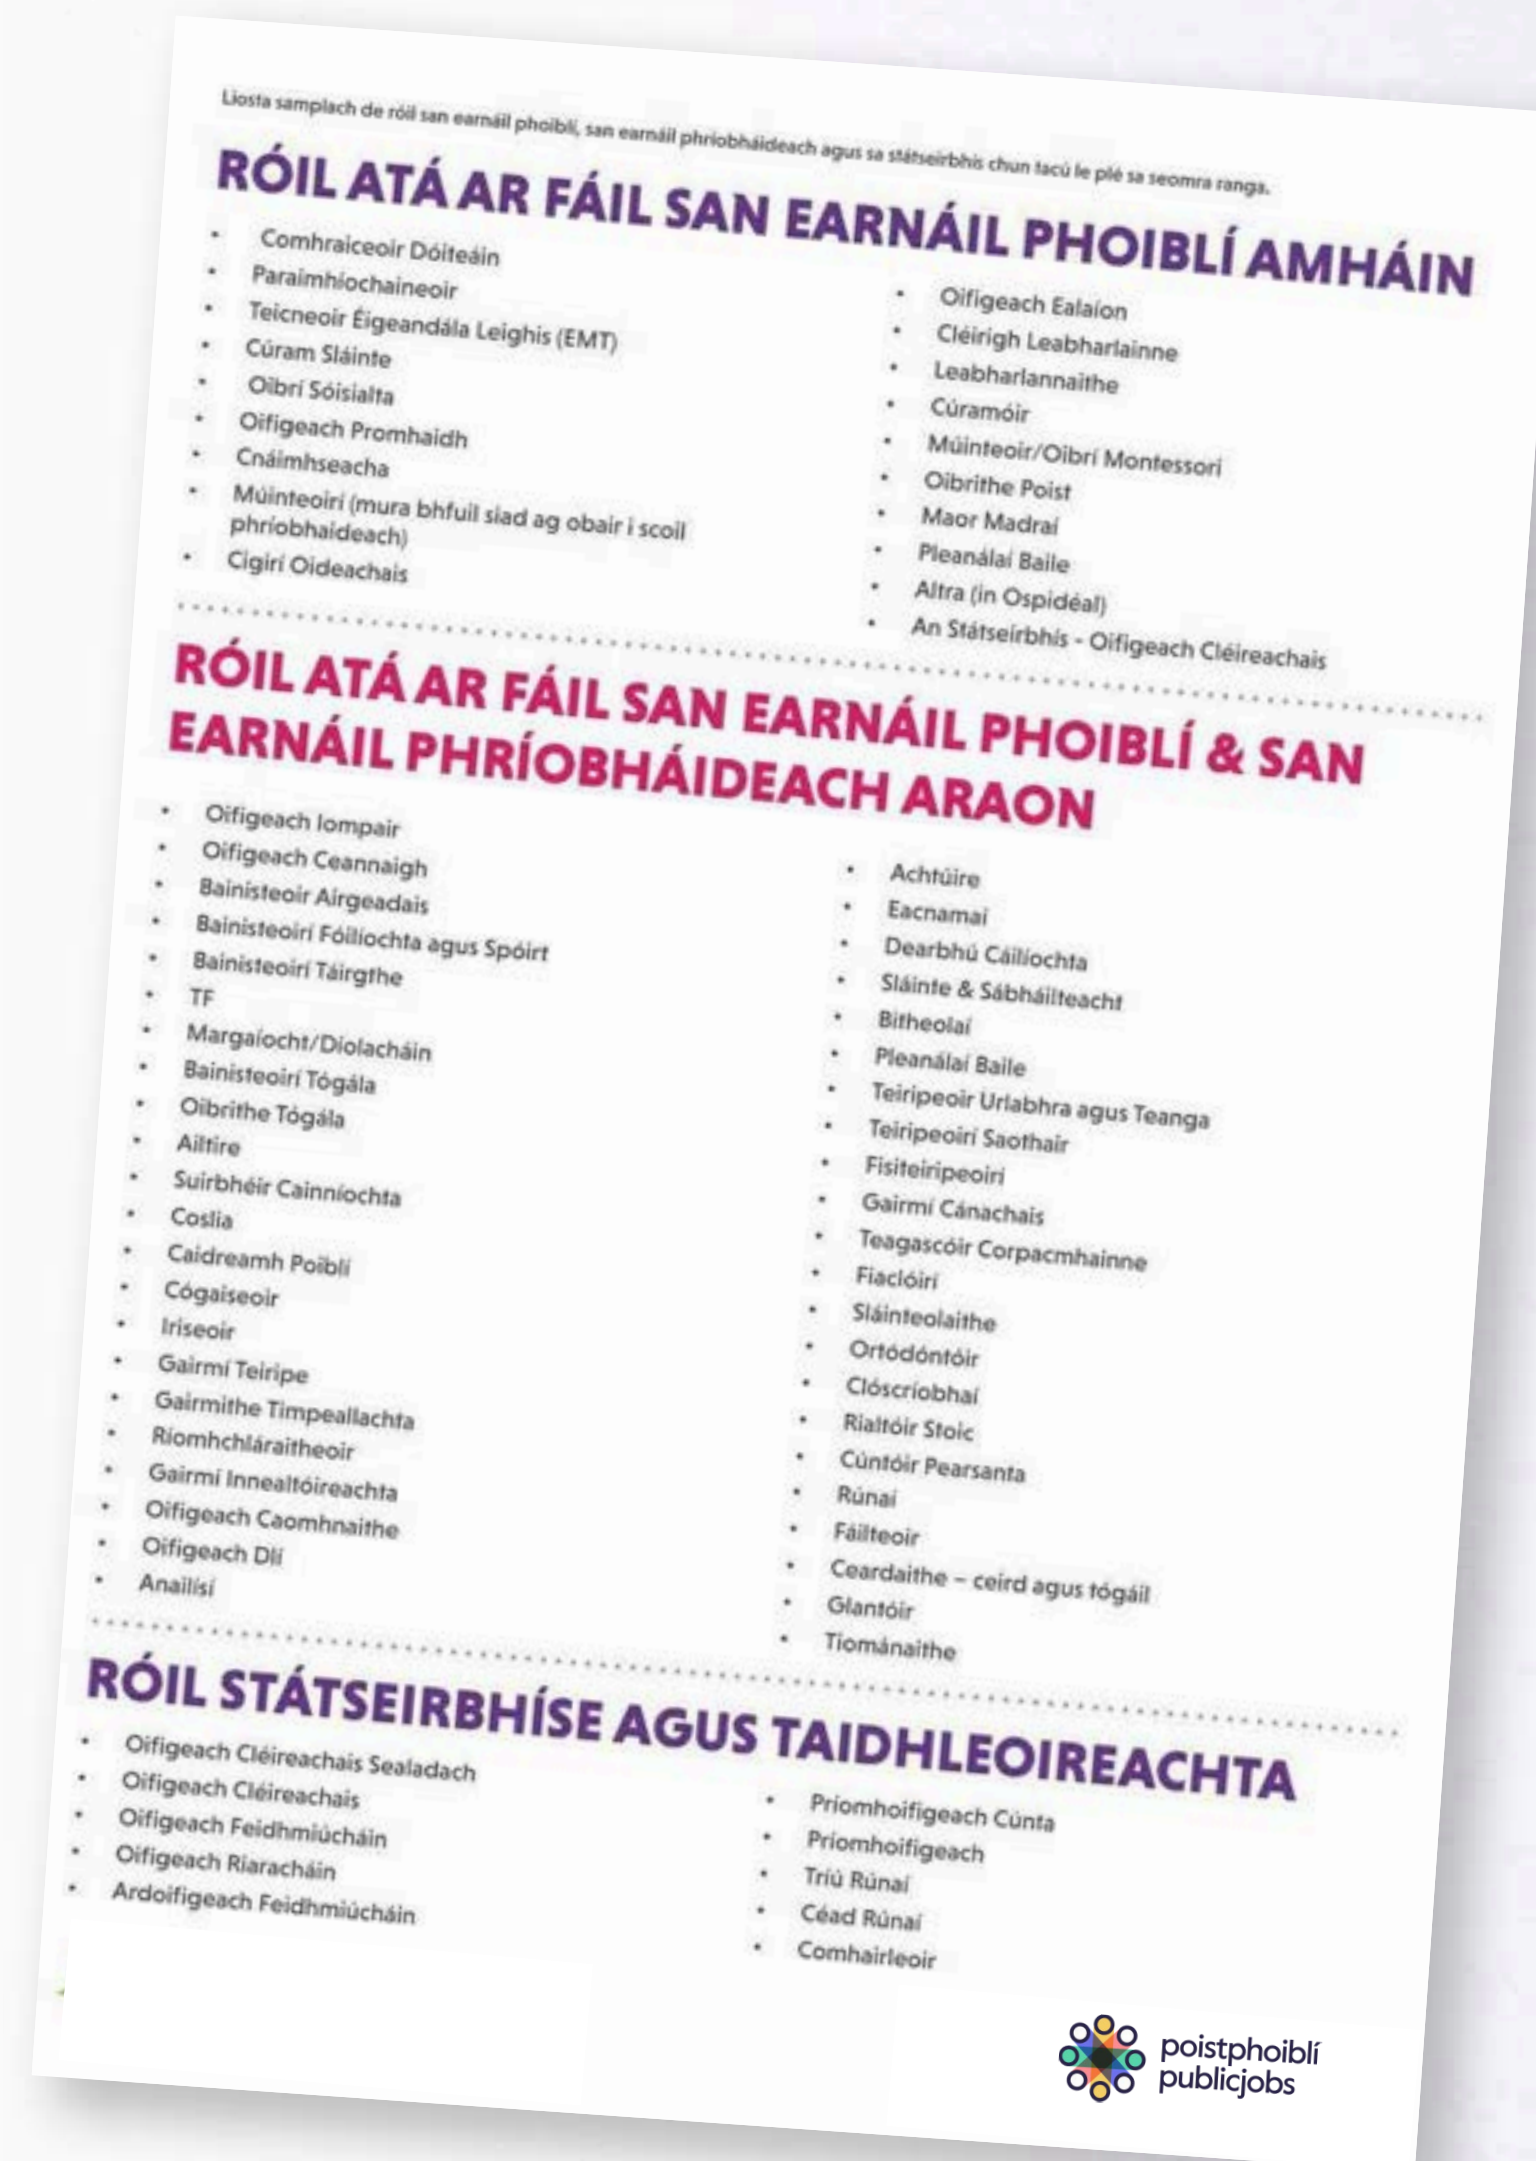 Liosta samplach de róil san earnáil phoiblí, san earnáil phríobháideach agus sa státseirbhís chun tacú le plé sa seomra ranga.
RÓIL ATÁ AR FÁIL SAN EARNÁIL PHOIBLÍ AMHÁIN
• Comhraiceoir Dóiteáin
• Paraimhíochaineoir
• Teicneoir Éigeandála Leighis (EMT)
• Cúram Sláinte
• Oibrí Sóisialta
• Oifigeach Promhaidh
• Cnáimhseacha
• Múinteoirí (mura bhfuil siad ag obair i scoil
phríobhaideach)
• Cigirí Oideachais
• Oifigeach Ealaíon
• Cléirigh Leabharlainne
• Leabharlannaithe
• Cúramóir
• Múinteoir/Oibrí Montessori
• Oibrithe Poist
• Maor Madraí
• Pleanálaí Baile
• Altra (in Ospidéal)
• An Státseirbhís - Oifigeach Cléireachais
RÓIL ATÁ AR FÁIL SAN EARNÁIL PHOIBLÍ & SAN
EARNÁIL PHRÍOBHÁIDEACH ARAON
• Oifigeach Iompair
• Oifigeach Ceannaigh
• Bainisteoir Airgeadais
• Bainisteoirí Fóillíochta agus Spóirt
• Bainisteoirí Táirgthe
• TF
• Margaíocht/Díolacháin
• Bainisteoirí Tógála
• Oibrithe Tógála
• Ailtire
• Suirbhéir Cainníochta
• Coslia
• Caidreamh Poiblí
• Cógaiseoir
• Iriseoir
• Gairmí Teiripe
• Gairmithe Timpeallachta
• Ríomhchláraitheoir
• Gairmí Innealtóireachta
• Oifigeach Caomhnaithe
• Oifigeach Dlí
• Anailísí
• Achtúire
• Eacnamaí
• Dearbhú Cáilíochta
• Sláinte & Sábháilteacht
• Bitheolaí
• Pleanálaí Baile
• Teiripeoir Urlabhra agus Teanga
• Teiripeoirí Saothair
• Fisiteiripeoirí
• Gairmí Cánachais
• Teagascóir Corpacmhainne
• Fiaclóirí
• Sláinteolaithe
• Ortódóntóir
• Clóscríobhaí
• Rialtóir Stoic
• Cúntóir Pearsanta
• Rúnaí
• Fáilteoir
• Ceardaithe – ceird agus tógáil
• Glantóir
• Tiománaithe
RÓIL STÁTSEIRBHÍSE AGUS TAIDHLEOIREACHTA
• Oifigeach Cléireachais Sealadach
• Oifigeach Cléireachais
• Oifigeach Feidhmiúcháin
• Oifigeach Riaracháin
• Ardoifigeach Feidhmiúcháin
• Príomhoifigeach Cúnta
• Príomhoifigeach
• Tríú Rúnaí
• Céad Rúnaí
• Comhairleoir
poistphoiblí
publicjobs